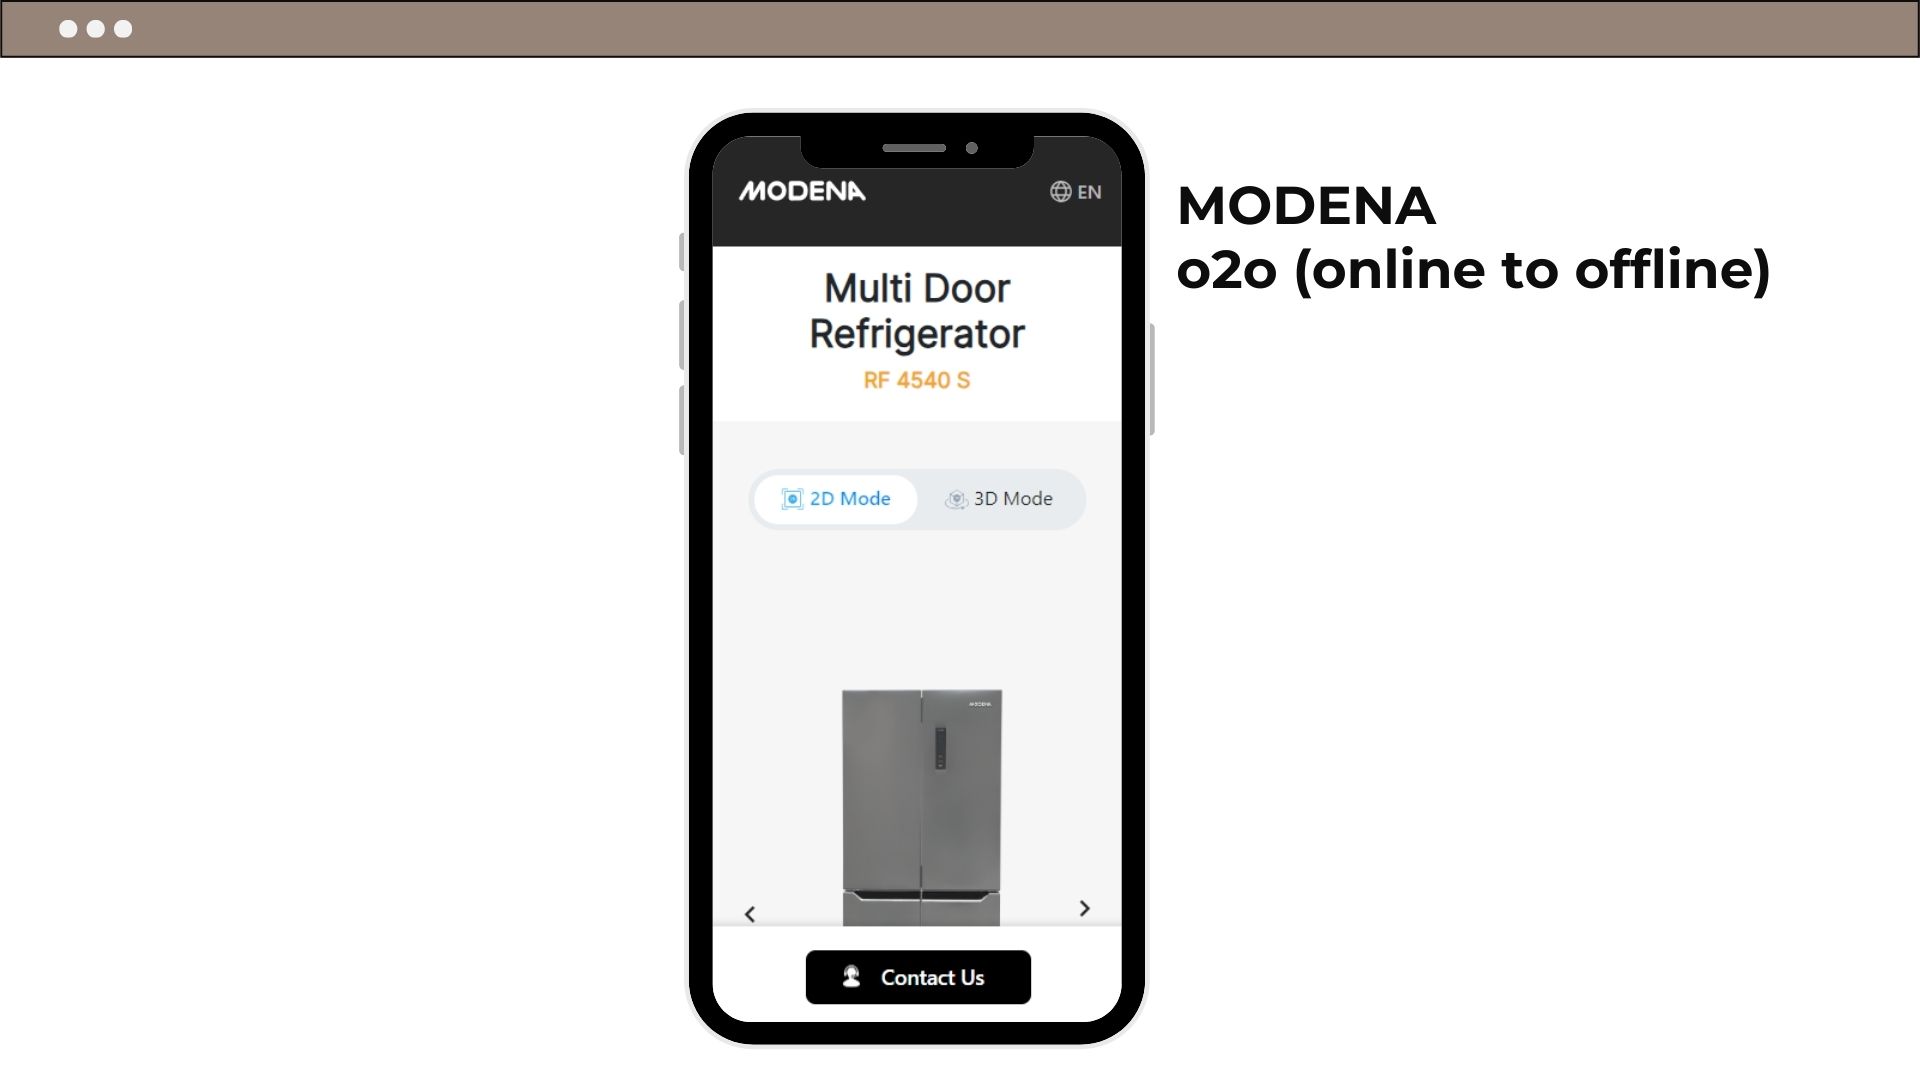 MODENA
EN
Multi Door
Refrigerator
RF 4540 S
2D Mode
3D Mode
MODENA
Contact Us
MODENA
o2o (online to offline)